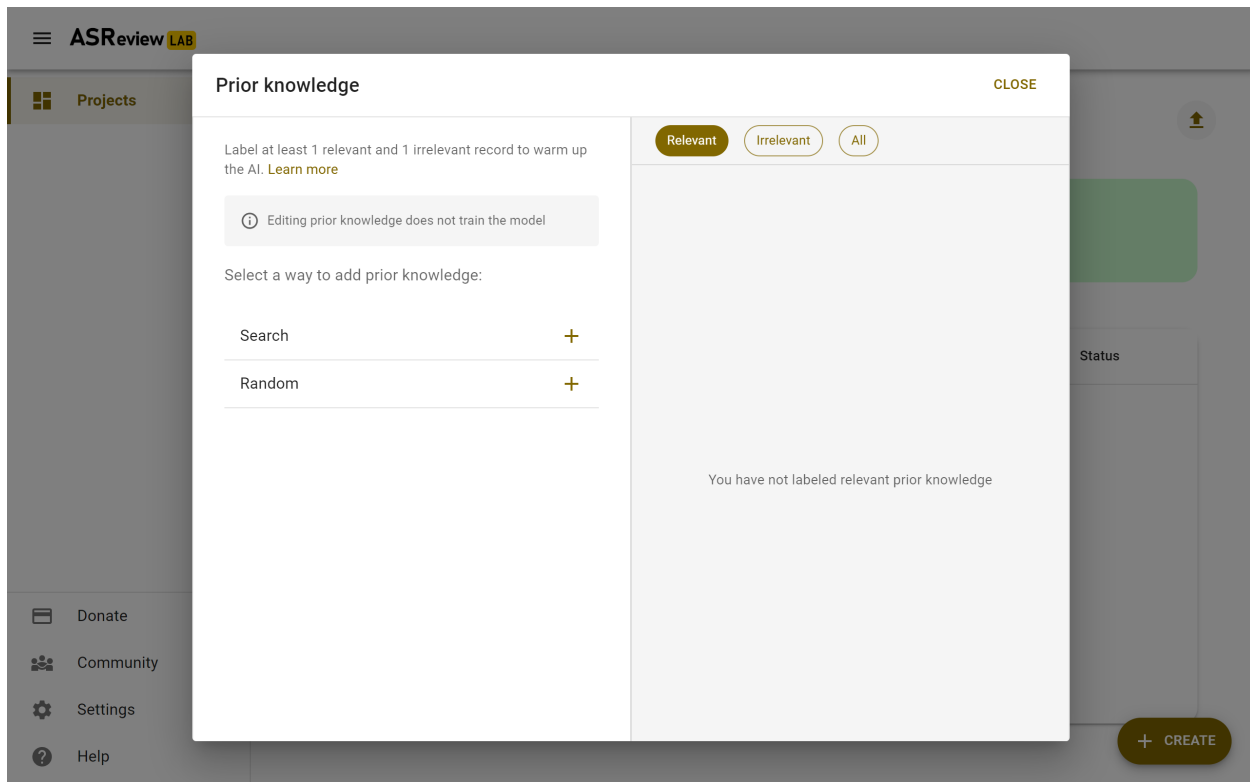 ASReview LAB
Projects
Prior knowledge
CLOSE
Label at least 1 relevant and 1 irrelevant record to warm up
the AI. Learn more
Editing prior knowledge does not train the model
Select a way to add prior knowledge:
Search
Random
Relevant
Irrelevant
All
You have not labeled relevant prior knowledge
Status
Donate
Community
Settings
Help
CREATE